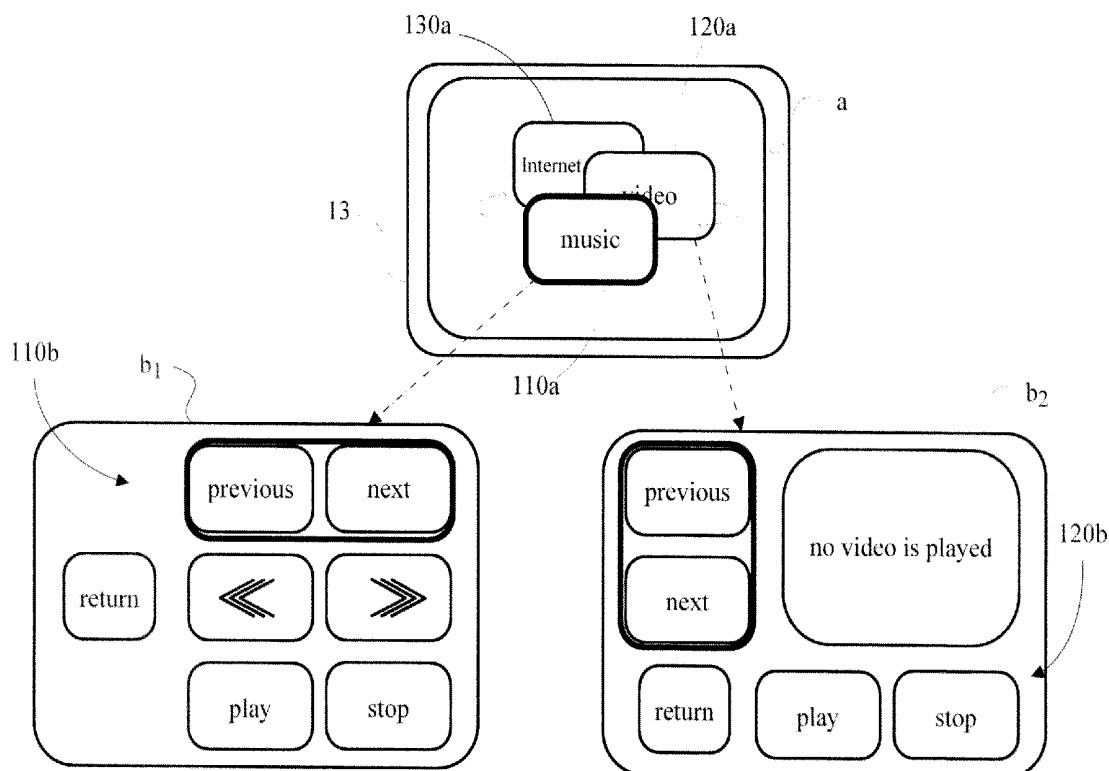 130a
120a
a
Internet
video
13
music
110b
b1
110a
b2
previous
next
previous
no video is played
120b
return
next
play
stop
return
play
stop